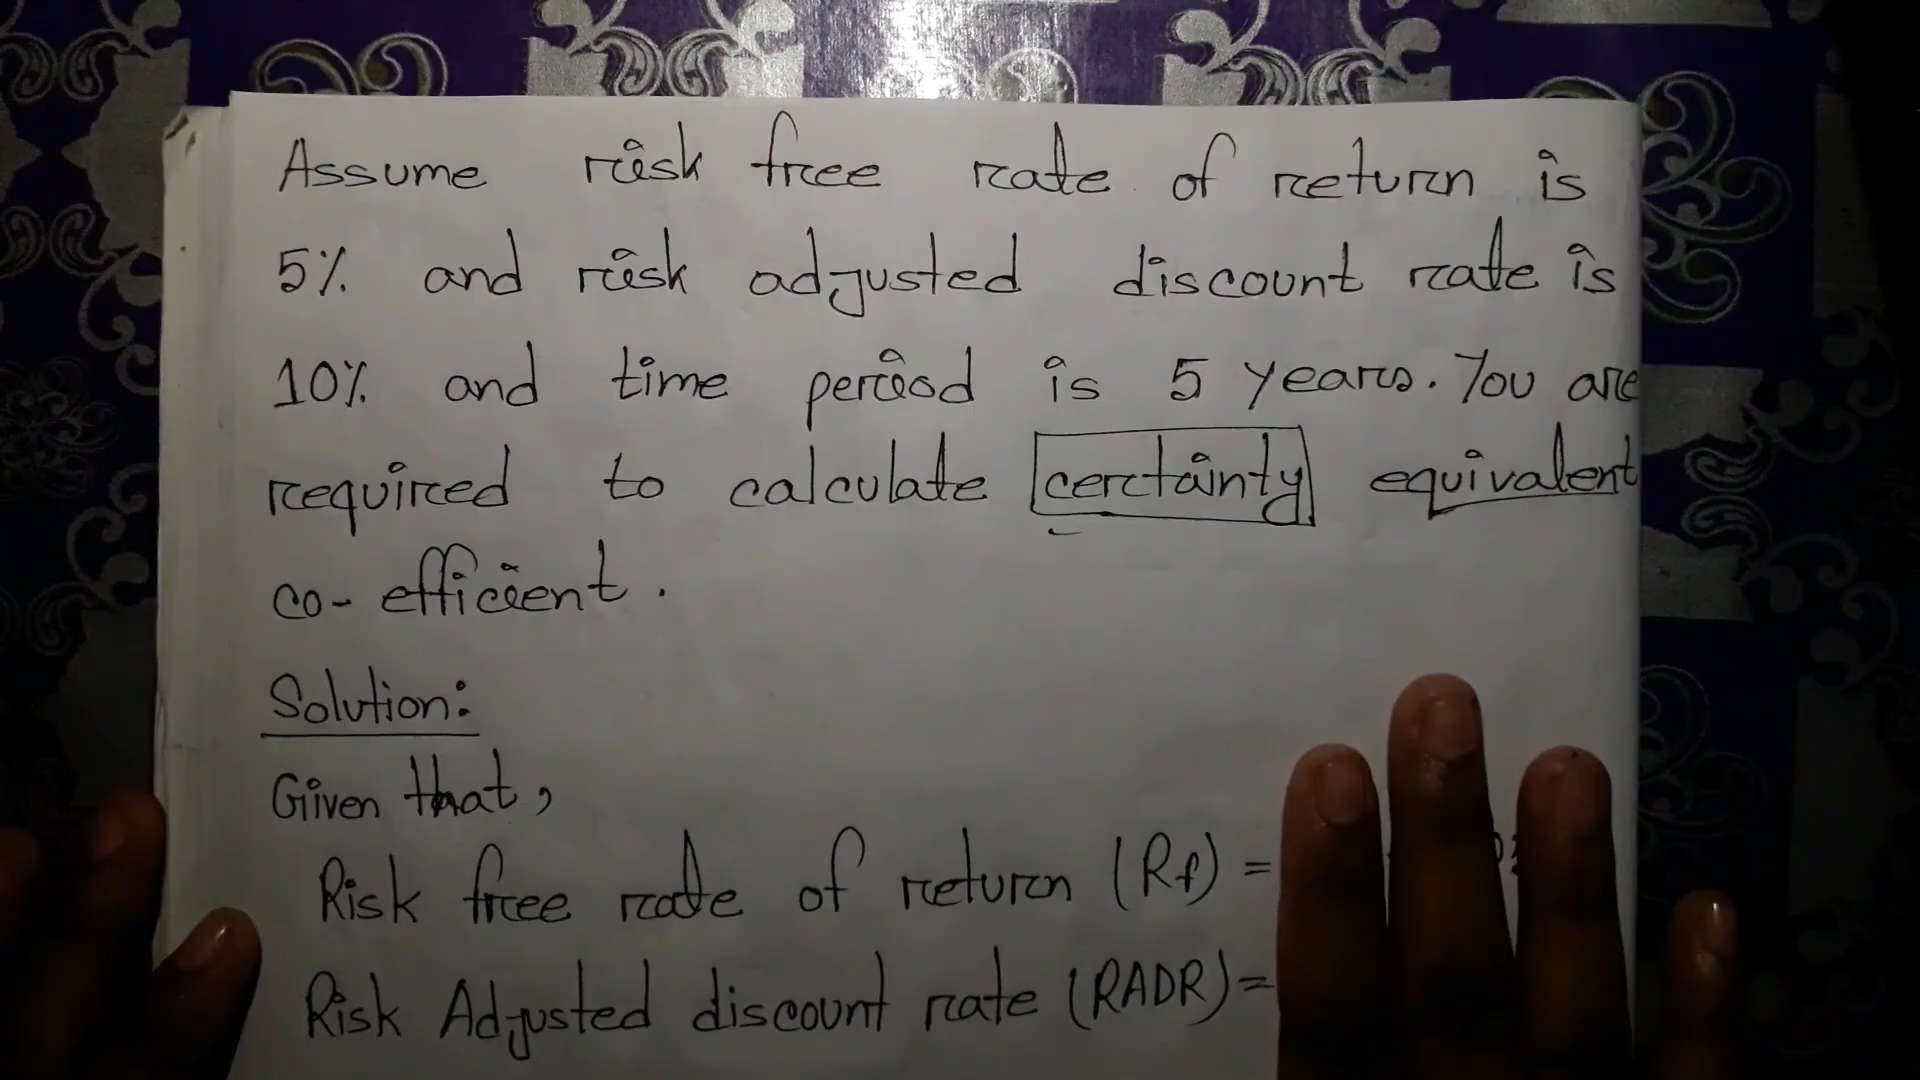 Assume risk free rate of return is
5% and risk adjusted discount rate is
10% and time period is 5 years. You are
required to calculate certainty equivalent
co-efficient.
Solution:
Given that,
Risk free rate of return (Rf) =
Risk Adjusted discount rate (RADR) =